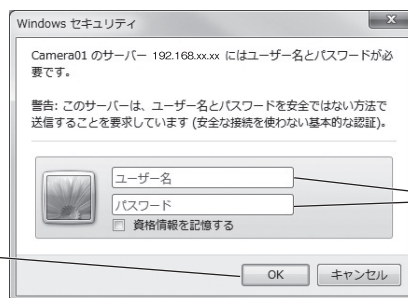 Windows セキュリティ
Camera01 のサーバー 192.168.xx.xx にはユーザー名とパスワードが必
要です。
警告: このサーバーは、ユーザー名とパスワードを安全ではない方法で
送信することを要求しています (安全な接続を使わない基本的な認証)。
ユーザー名
パスワード
資格情報を記憶する
OK
キャンセル